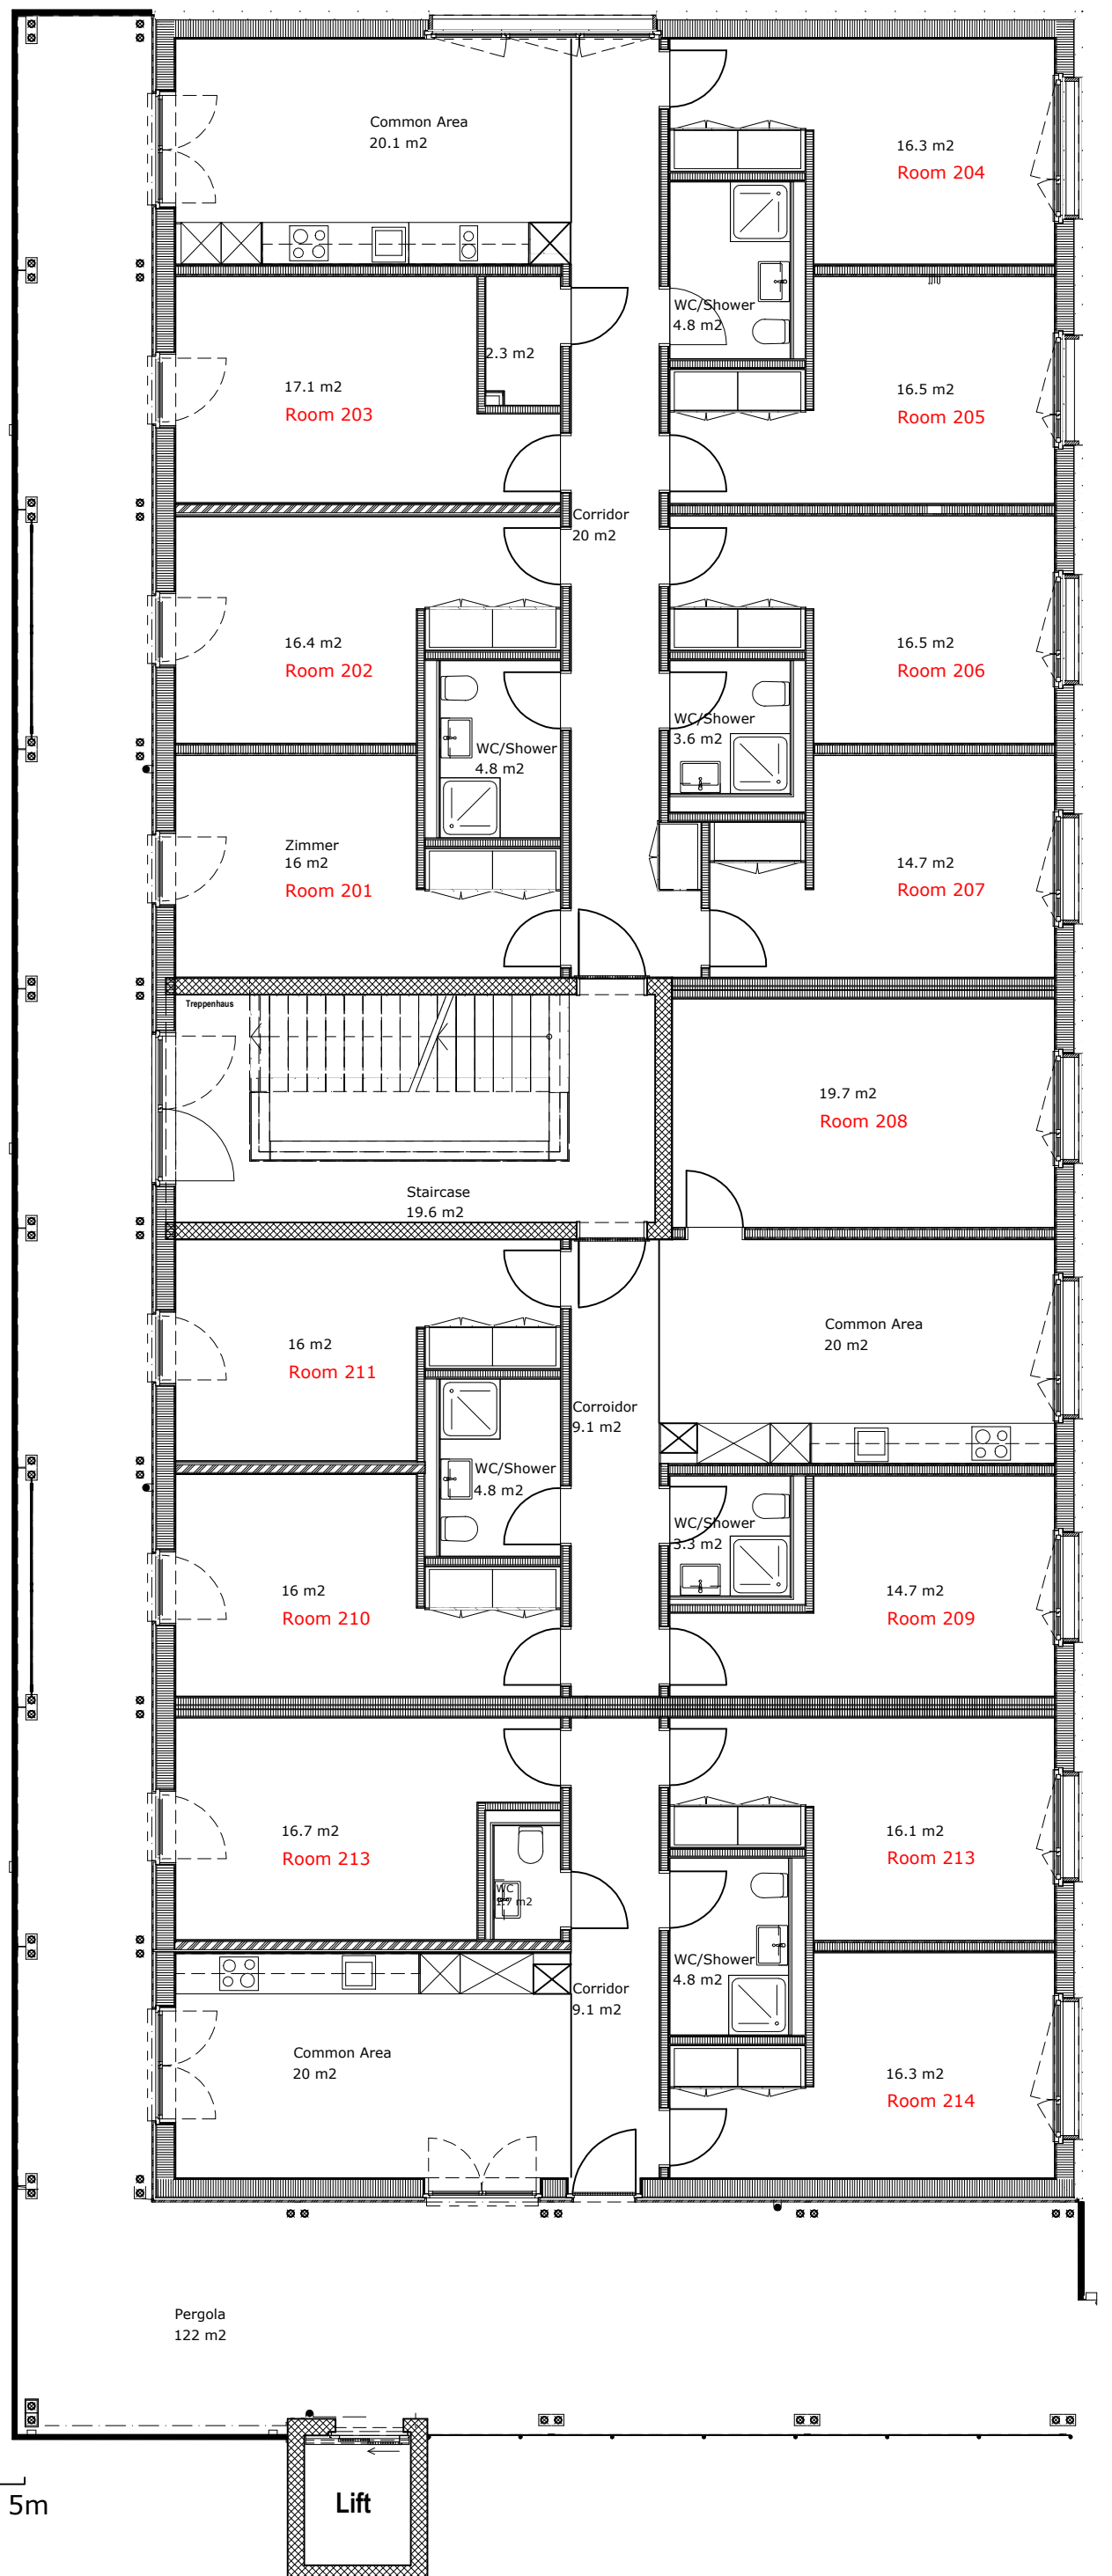 Common Area
20.1 m2
16.3 m2
Room 204
WC/Shower
4.8 m2
2.3 m2
17.1 m2
Room 203
16.5 m2
Room 205
Corridor
20 m2
16.4 m2
Room 202
16.5 m2
Room 206
WC/Shower
3.6 m2
WC/Shower
4.8 m2
Zimmer
16 m2
Room 201
14.7 m2
Room 207
Treppenhaus
19.7 m2
Room 208
Staircase
19.6 m2
Common Area
20 m2
16 m2
Room 211
Corroidor
9.1 m2
WC/Shower
4.8 m2
WC/Shower
3.3 m2
16 m2
Room 210
14.7 m2
Room 209
16.7 m2
Room 213
16.1 m2
Room 213
WC
1.7 m2
WC/Shower
4.8 m2
Corridor
9.1 m2
Common Area
20 m2
16.3 m2
Room 214
Pergola
122 m2
5m
Lift